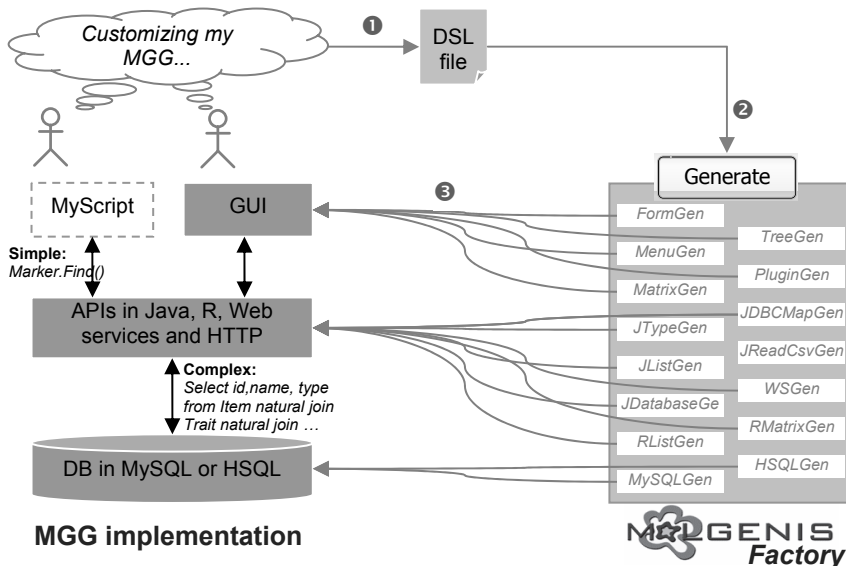 Customizing my
MGG...
❶
DSL
file
❷
Generate
❸
MyScript
GUI
FormGen
TreeGen
MenuGen
PluginGen
MatrixGen
Simple:
Marker.Find()
APIs in Java, R, Web
services and HTTP
JDBCMapGen
JTypeGen
JReadCsvGen
JListGen
WSGen
JDatabaseGe
RMatrixGen
RListGen
Complex:
Select id,name, type
from Item natural join
Trait natural join …
DB in MySQL or HSQL
HSQLGen
MySQLGen
MGG implementation
MOLGENIS
Factory